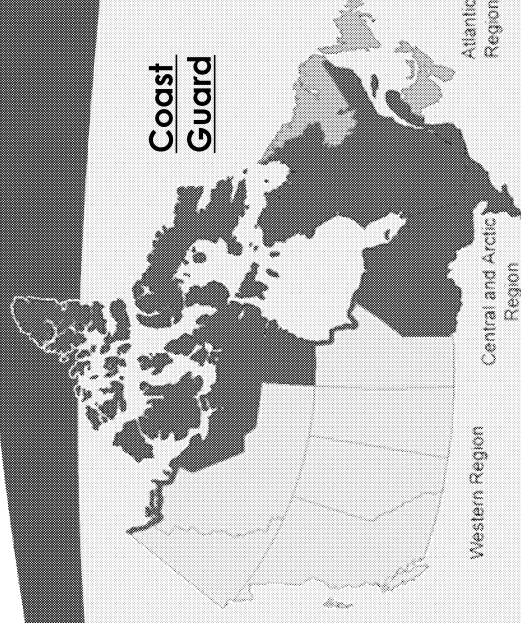 Coast
Guard
Western Region
Central and Arctic
Region
Atlantic
Region